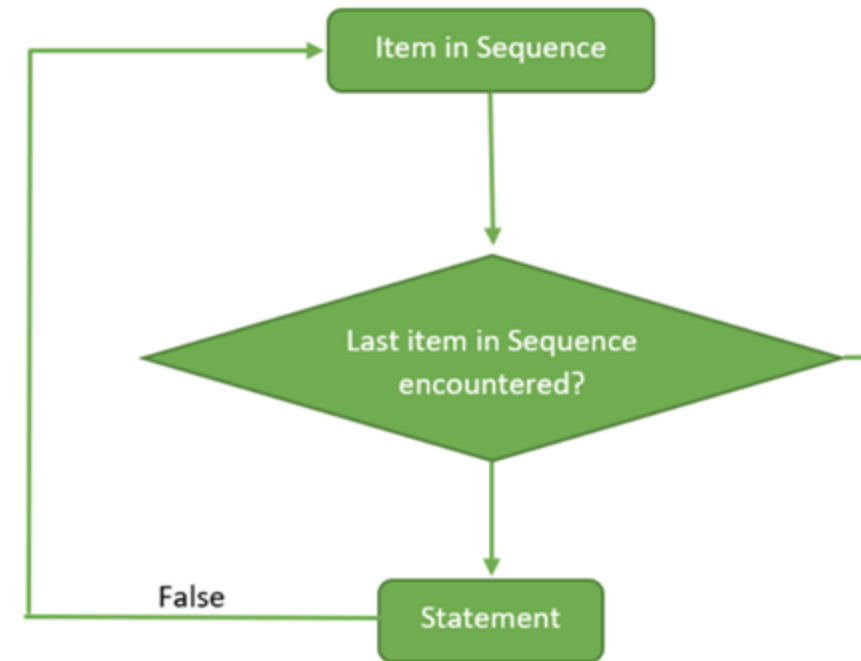 Item in Sequence
Last item in Sequence
encountered?
False
Statement